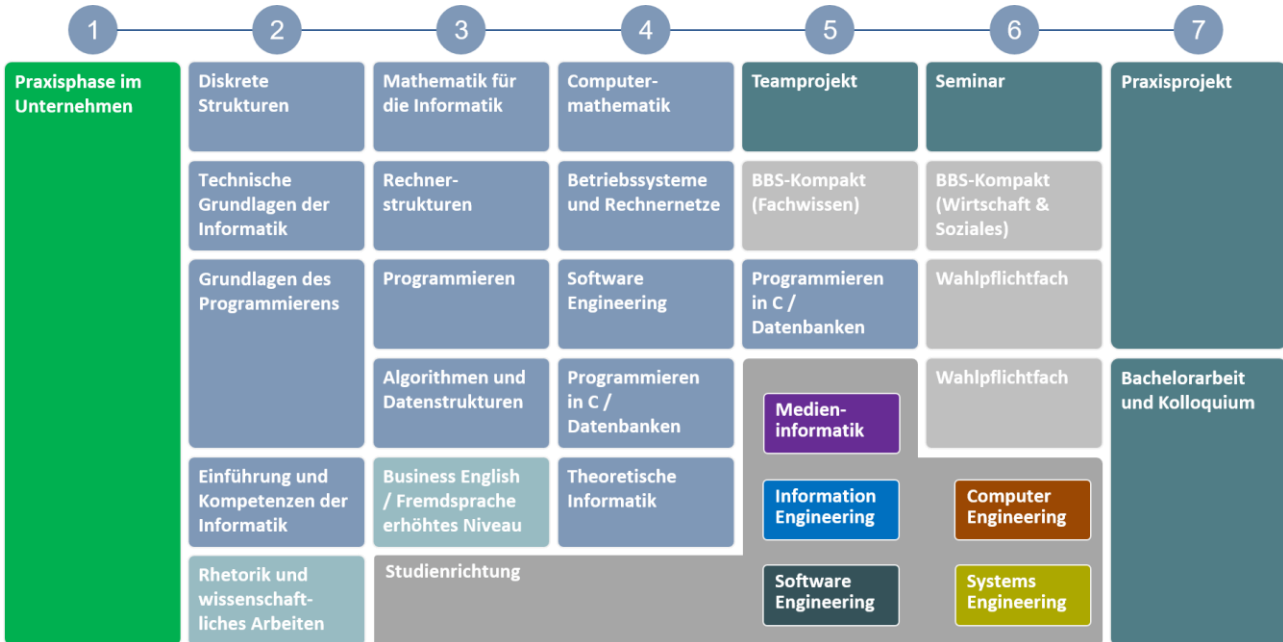 1
2
3
4
5
6
7
Praxisphase im
Unternehmen
Diskrete
Strukturen
Technische
Grundlagen der
Informatik
Grundlagen des
Programmierens
Einführung und
Kompetenzen der
Informatik
Rhetorik und
wissenschaft-
liches Arbeiten
Mathematik für
die Informatik
Rechner-
strukturen
Programmieren
Algorithmen und
Datenstrukturen
Business English
/ Fremdsprache
erhöhtes Niveau
Studienrichtung
Computer-
mathematik
Betriebssysteme
und Rechnernetze
Software
Engineering
Programmieren
in C /
Datenbanken
Theoretische
Informatik
Teamprojekt
BBS-Kompakt
(Fachwissen)
Programmieren
in C /
Datenbanken
Medien-
informatik
Information
Engineering
Software
Engineering
Seminar
BBS-Kompakt
(Wirtschaft &
Soziales)
Wahlpflichtfach
Wahlpflichtfach
Computer
Engineering
Systems
Engineering
Praxisprojekt
Bachelorarbeit
und Kolloquium